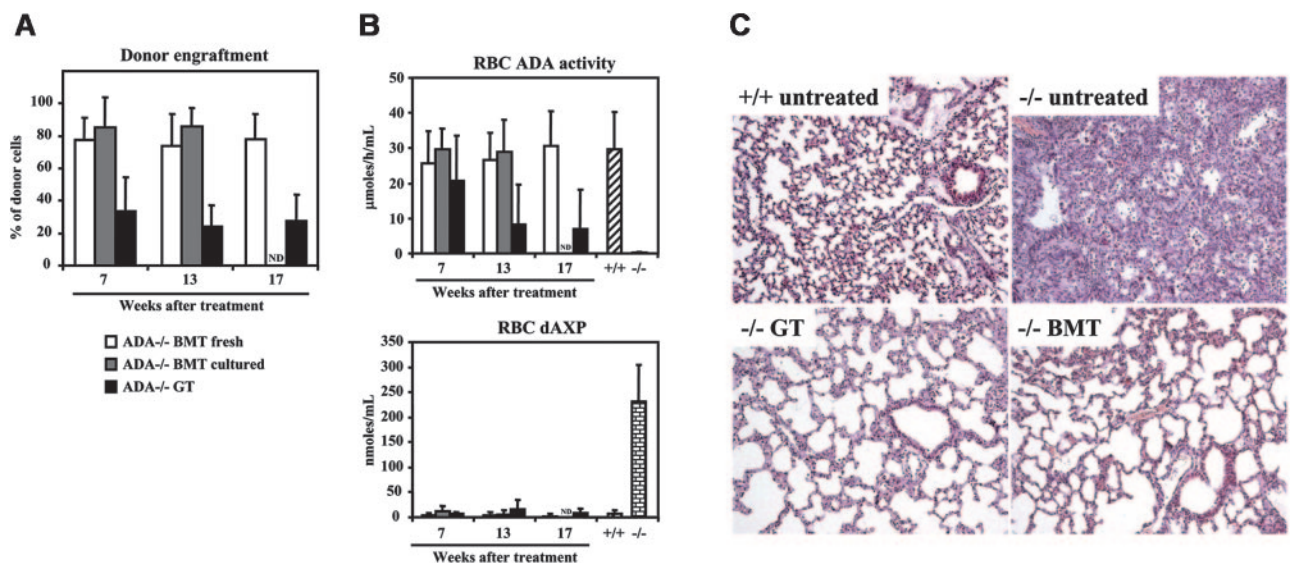 A
Donor engraftment
% of donor cells
100
80
60
40
20
0
ND
7 13 17
Weeks after treatment
ADA-/- BMT fresh
ADA-/- BMT cultured
ADA-/- GT
B
RBC ADA activity
µmoles/h/mL
50
40
30
20
10
0
ND
7 13 17 +/+ -/-
Weeks after treatment
RBC dAXP
nmoles/mL
350
300
250
200
150
100
50
0
ND
7 13 17 +/+ -/-
Weeks after treatment
C
+/+ untreated
-/- untreated
-/- GT
-/- BMT